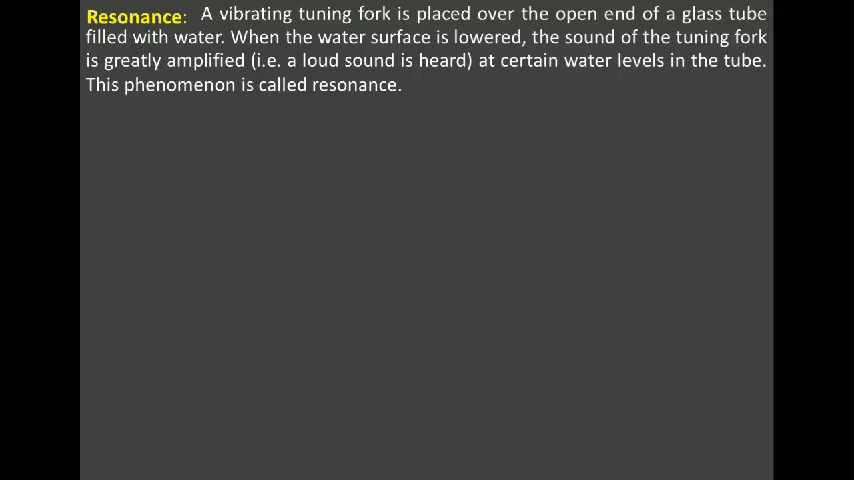 Resonance: A vibrating tuning fork is placed over the open end of a glass tube
filled with water. When the water surface is lowered, the sound of the tuning fork
is greatly amplified (i.e. a loud sound is heard) at certain water levels in the tube.
This phenomenon is called resonance.